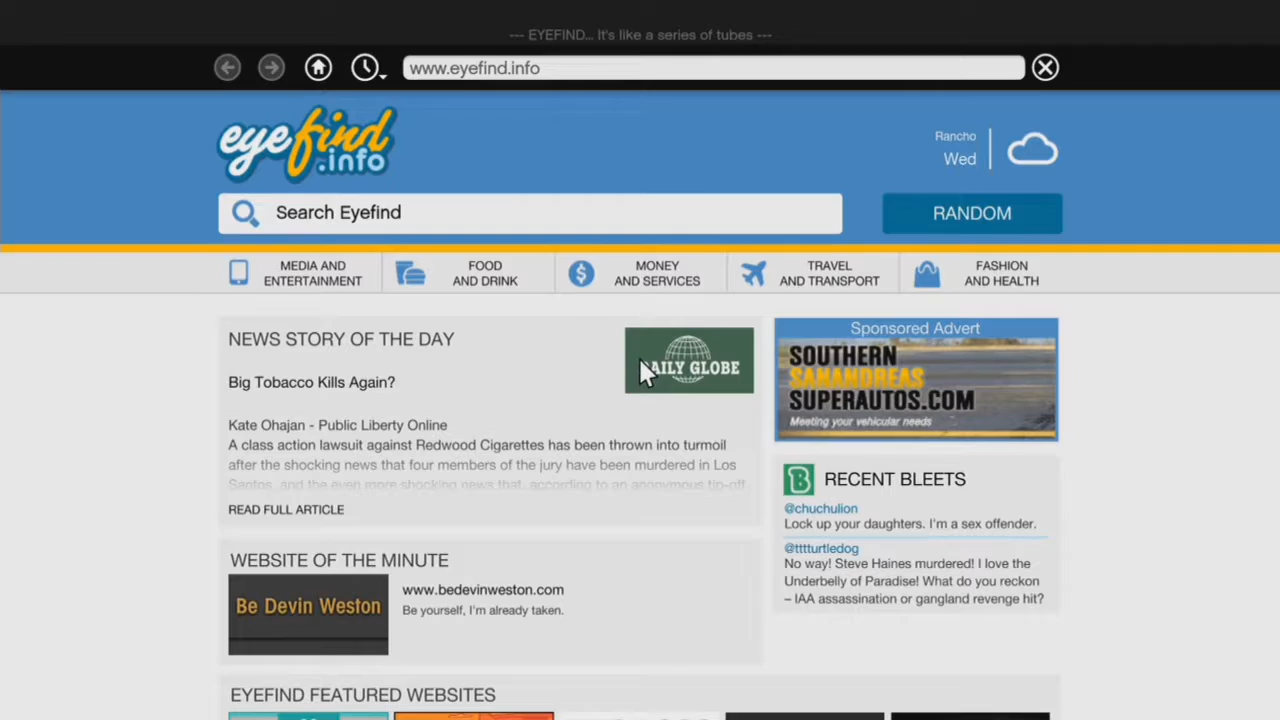 --- EYEFIND... It's like a series of tubes ---
www.eyefind.info
eyefind
.info
Rancho
Wed
Search Eyefind
RANDOM
MEDIA AND
ENTERTAINMENT
FOOD
AND DRINK
MONEY
AND SERVICES
TRAVEL
AND TRANSPORT
FASHION
AND HEALTH
NEWS STORY OF THE DAY
AILY GLOBE
Big Tobacco Kills Again?
Kate Ohajan - Public Liberty Online
A class action lawsuit against Redwood Cigarettes has been thrown into turmoil
after the shocking news that four members of the jury have been murdered in Los
Santos, and the even more shocking news that, according to an anonymous tip-off
READ FULL ARTICLE
WEBSITE OF THE MINUTE
Be Devin Weston
www.bedevinweston.com
Be yourself, I'm already taken.
Sponsored Advert
SOUTHERN
SANANDREAS
SUPERAUTOS.COM
Meeting your vehicular needs
B
RECENT BLEETS
@chuchulion
Lock up your daughters. I'm a sex offender.
@tttturtledog
No way! Steve Haines murdered! I love the
Underbelly of Paradise! What do you reckon
– IAA assassination or gangland revenge hit?
EYEFIND FEATURED WEBSITES